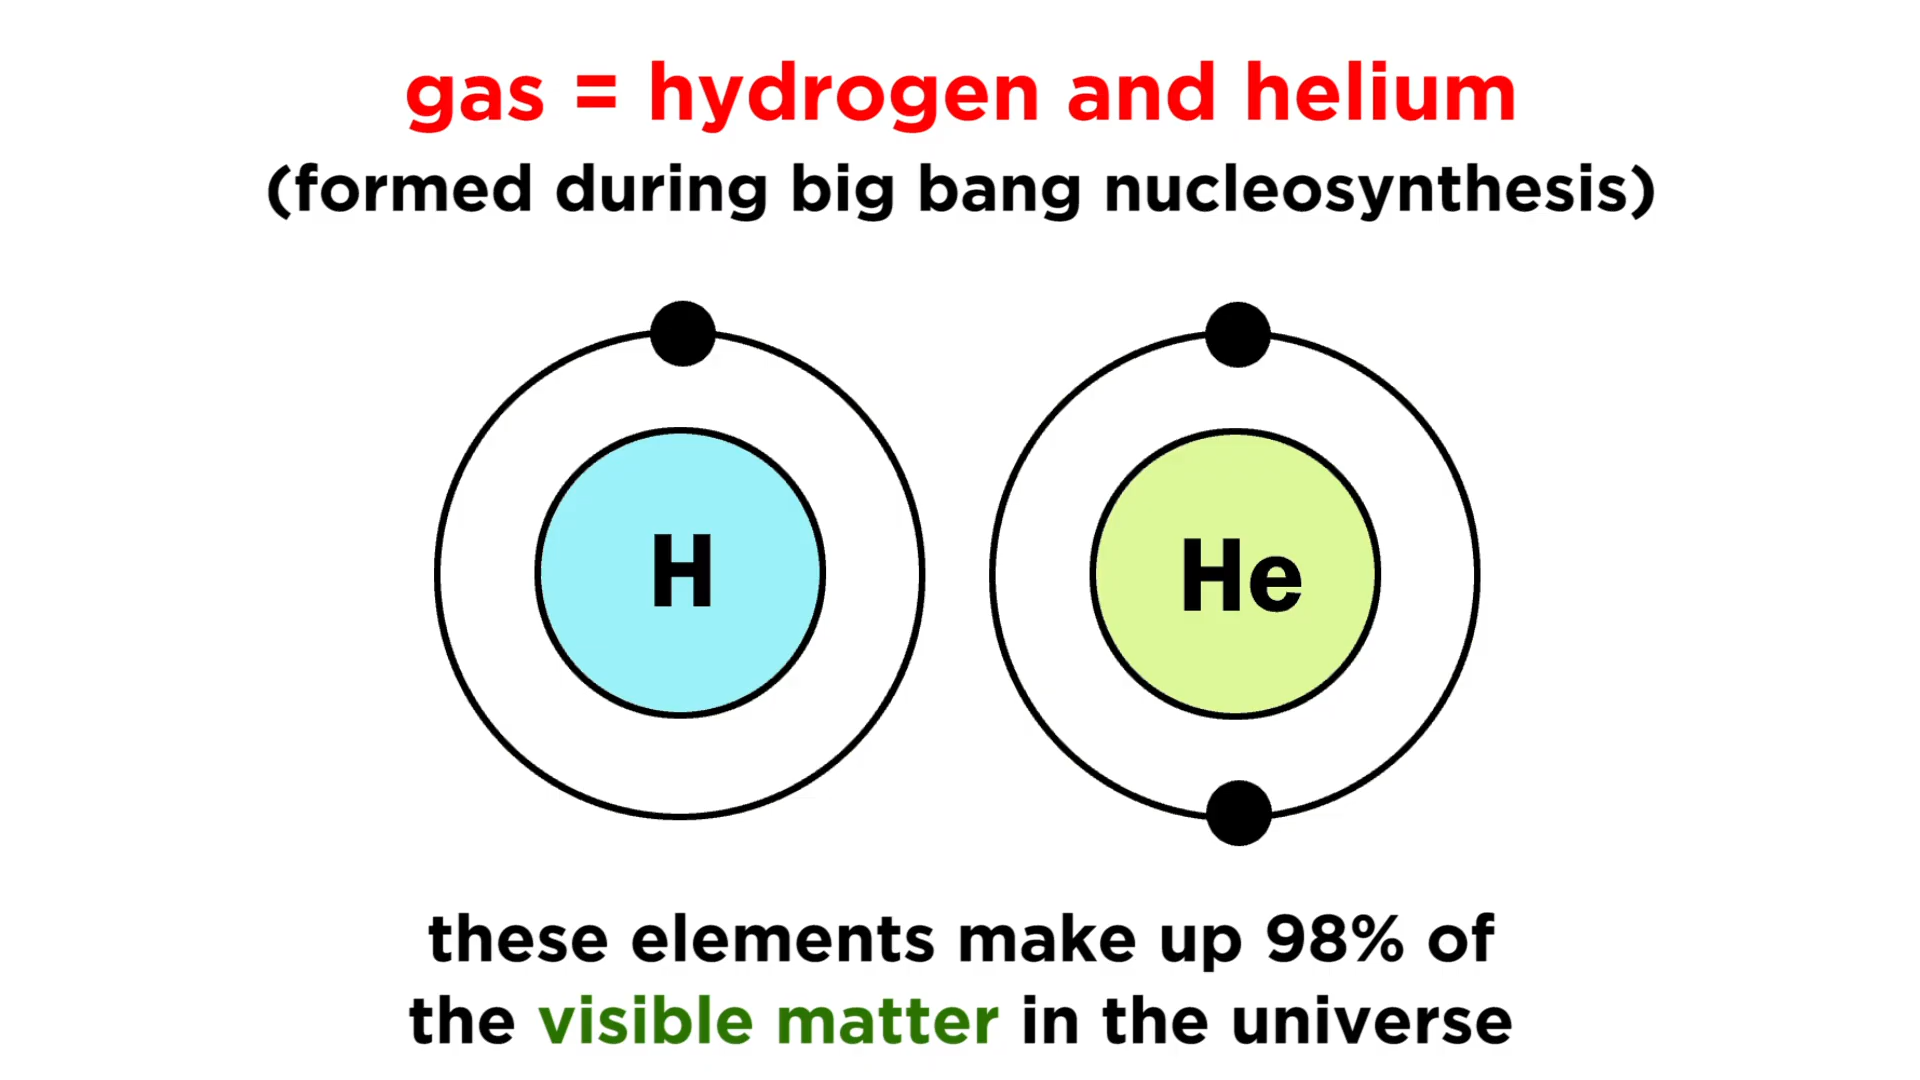 gas = hydrogen and helium
(formed during big bang nucleosynthesis)
H
He
these elements make up 98% of
the visible matter in the universe